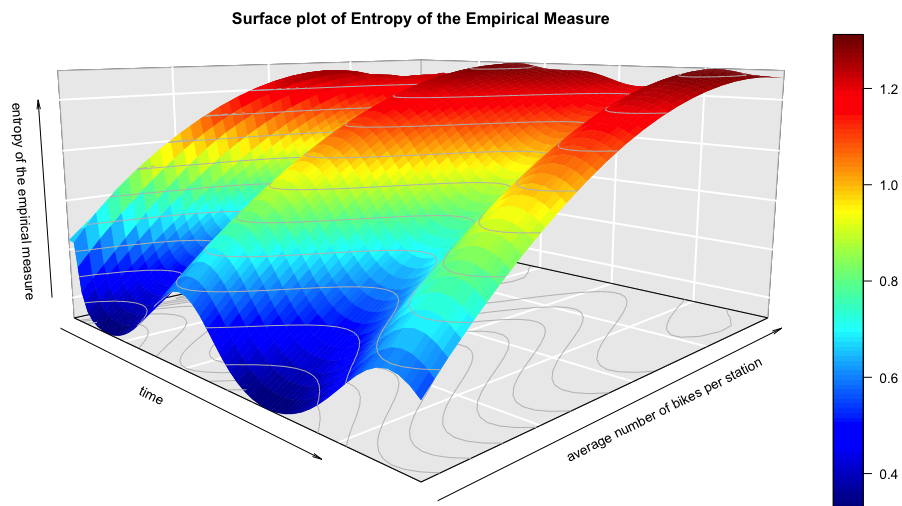 Surface plot of Entropy of the Empirical Measure
entropy of the empirical measure
time
average number of bikes per station
1.2
1.0
0.8
0.6
0.4